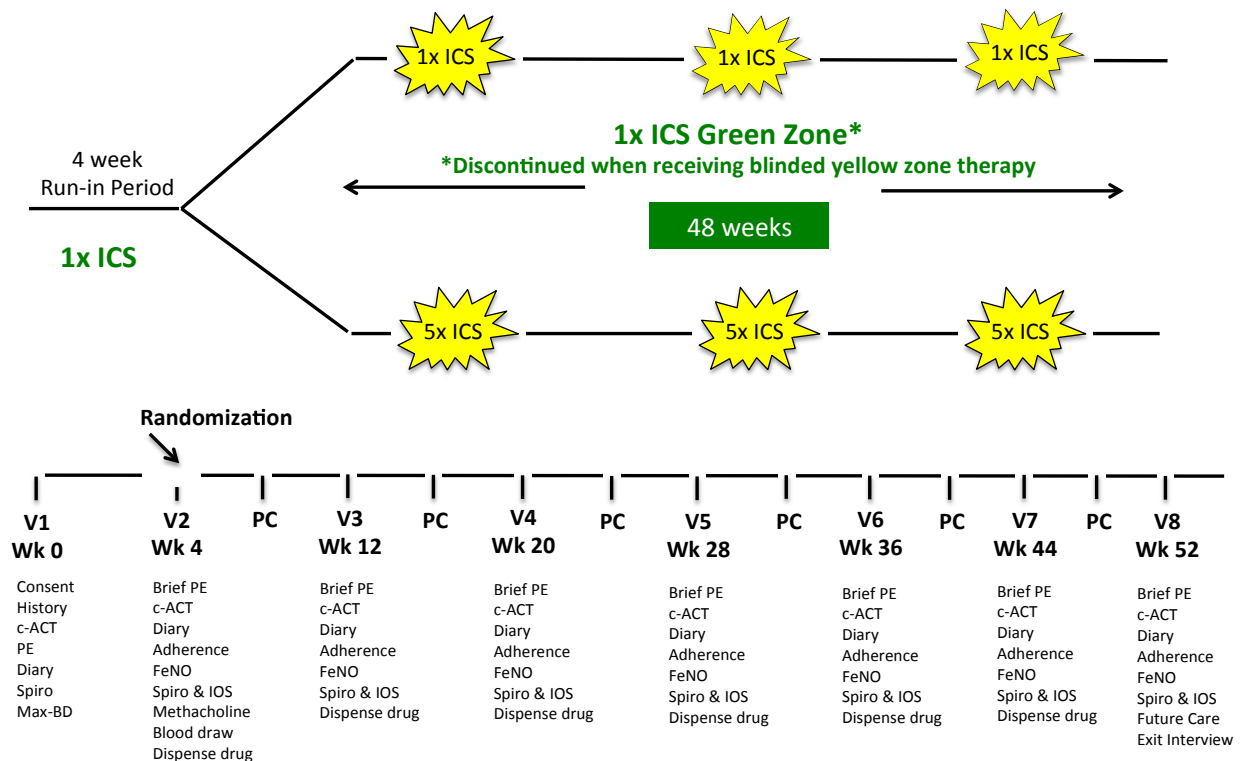 1x ICS
1x ICS
1x ICS
4 week
Run-in Period
1x ICS
1x ICS Green Zone*
*Discontinued when receiving blinded yellow zone therapy
48 weeks
5x ICS
5x ICS
5x ICS
Randomization
V1
Wk 0
V2
Wk 4
PC
V3
Wk 12
PC
V4
Wk 20
PC
V5
Wk 28
PC
V6
Wk 36
PC
V7
Wk 44
PC
V8
Wk 52
Consent
History
c-ACT
PE
Diary
Spiro
Max-BD
Brief PE
c-ACT
Diary
Adherence
FeNO
Spiro & IOS
Methacholine
Blood draw
Dispense drug
Brief PE
c-ACT
Diary
Adherence
FeNO
Spiro & IOS
Dispense drug
Brief PE
c-ACT
Diary
Adherence
FeNO
Spiro & IOS
Dispense drug
Brief PE
c-ACT
Diary
Adherence
FeNO
Spiro & IOS
Dispense drug
Brief PE
c-ACT
Diary
Adherence
FeNO
Spiro & IOS
Dispense drug
Brief PE
c-ACT
Diary
Adherence
FeNO
Spiro & IOS
Dispense drug
Brief PE
c-ACT
Diary
Adherence
FeNO
Spiro & IOS
Future Care
Exit Interview